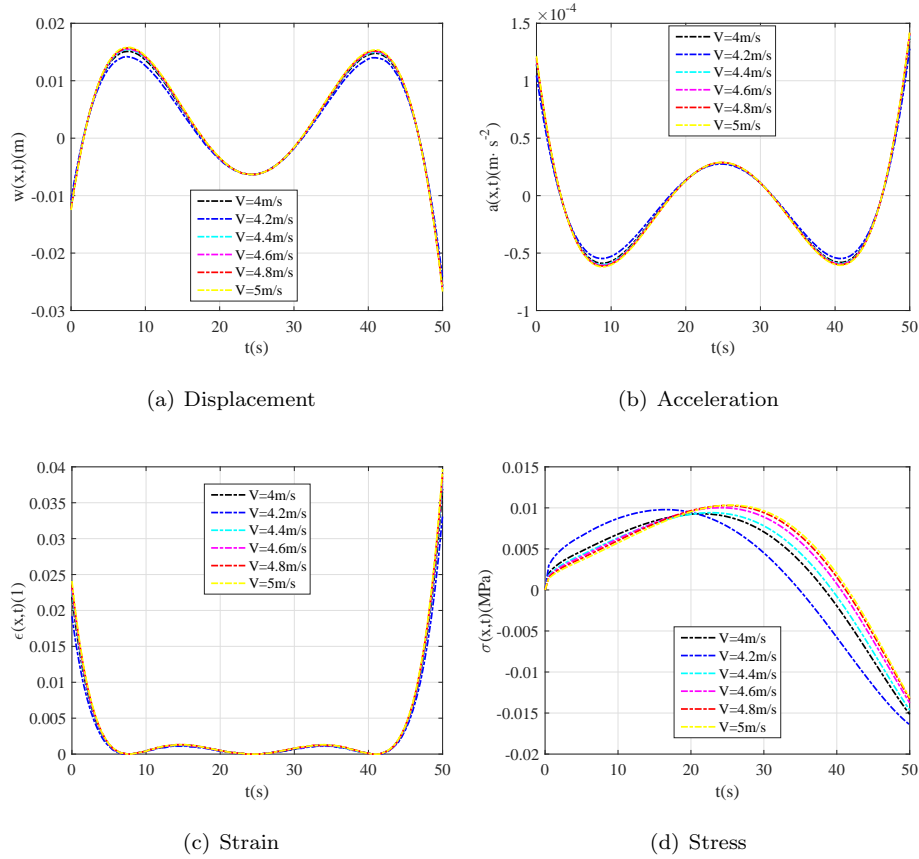 0.02
0.01
0
-0.01
-0.02
-0.03
w(x,t)(m)
V=4m/s
V=4.2m/s
V=4.4m/s
V=4.6m/s
V=4.8m/s
V=5m/s
0 10 20 30 40 50
t(s)
(a) Displacement
×10⁻⁴
1.5
1
0.5
0
-0.5
-1
a(x,t)(m· s⁻²)
V=4m/s
V=4.2m/s
V=4.4m/s
V=4.6m/s
V=4.8m/s
V=5m/s
0 10 20 30 40 50
t(s)
(b) Acceleration
0.04
0.035
0.03
0.025
0.02
0.015
0.01
0.005
0
ϵ(x,t)(1)
V=4m/s
V=4.2m/s
V=4.4m/s
V=4.6m/s
V=4.8m/s
V=5m/s
0 10 20 30 40 50
t(s)
(c) Strain
0.015
0.01
0.005
0
-0.005
-0.01
-0.015
-0.02
σ(x,t)(MPa)
V=4m/s
V=4.2m/s
V=4.4m/s
V=4.6m/s
V=4.8m/s
V=5m/s
0 10 20 30 40 50
t(s)
(d) Stress